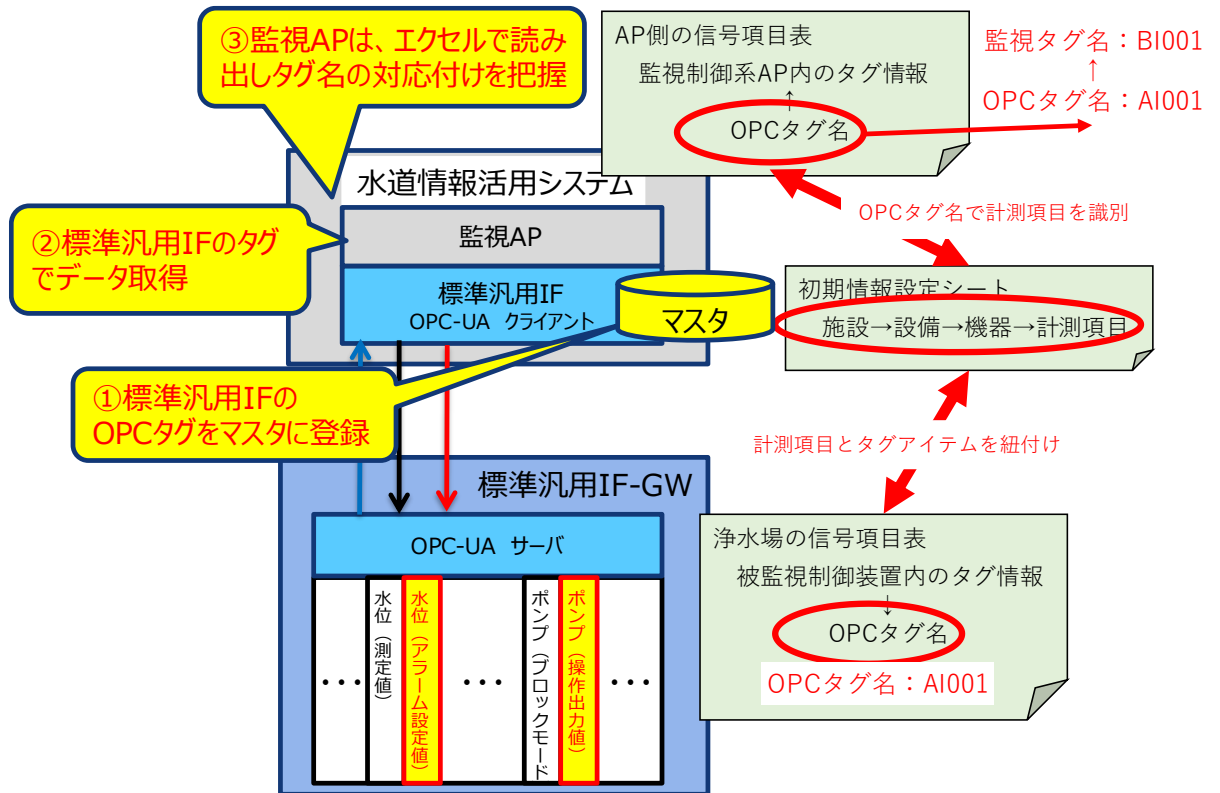 ③監視APは、エクセルで読み
出しタグ名の対応付けを把握
AP側の信号項目表
監視制御系AP内のタグ情報
↑
OPCタグ名
監視タグ名：BI001
↑
OPCタグ名：AI001
水道情報活用システム
②標準汎用IFのタグ
でデータ取得
監視AP
標準汎用IF
OPC-UA クライアント
マスタ
OPCタグ名で計測項目を識別
初期情報設定シート
施設→設備→機器→計測項目
①標準汎用IFの
OPCタグをマスタに登録
計測項目とタグアイテムを紐付け
標準汎用IF-GW
OPC-UA サーバ
・・・
水位（測定値）
水位（アラーム設定値）
・・・
ポンプ（ブロックモード
ポンプ（操作出力値）
・・・
浄水場の信号項目表
被監視制御装置内のタグ情報
↓
OPCタグ名
OPCタグ名：AI001